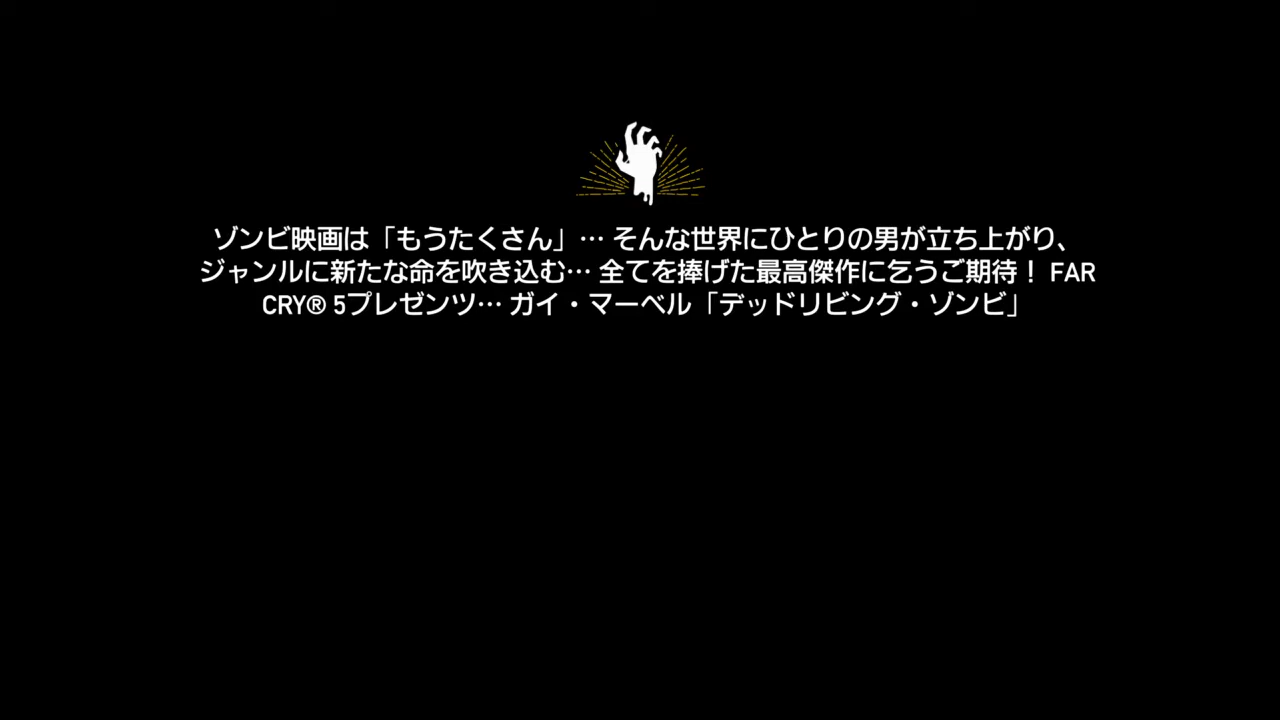 ゾンビ映画は「もうたくさん」… そんな世界にひとりの男が立ち上がり、
ジャンルに新たな命を吹き込む… 全てを捧げた最高傑作に乞うご期待！ FAR
CRY® 5プレゼンツ… ガイ・マーベル「デッドリビング・ゾンビ」